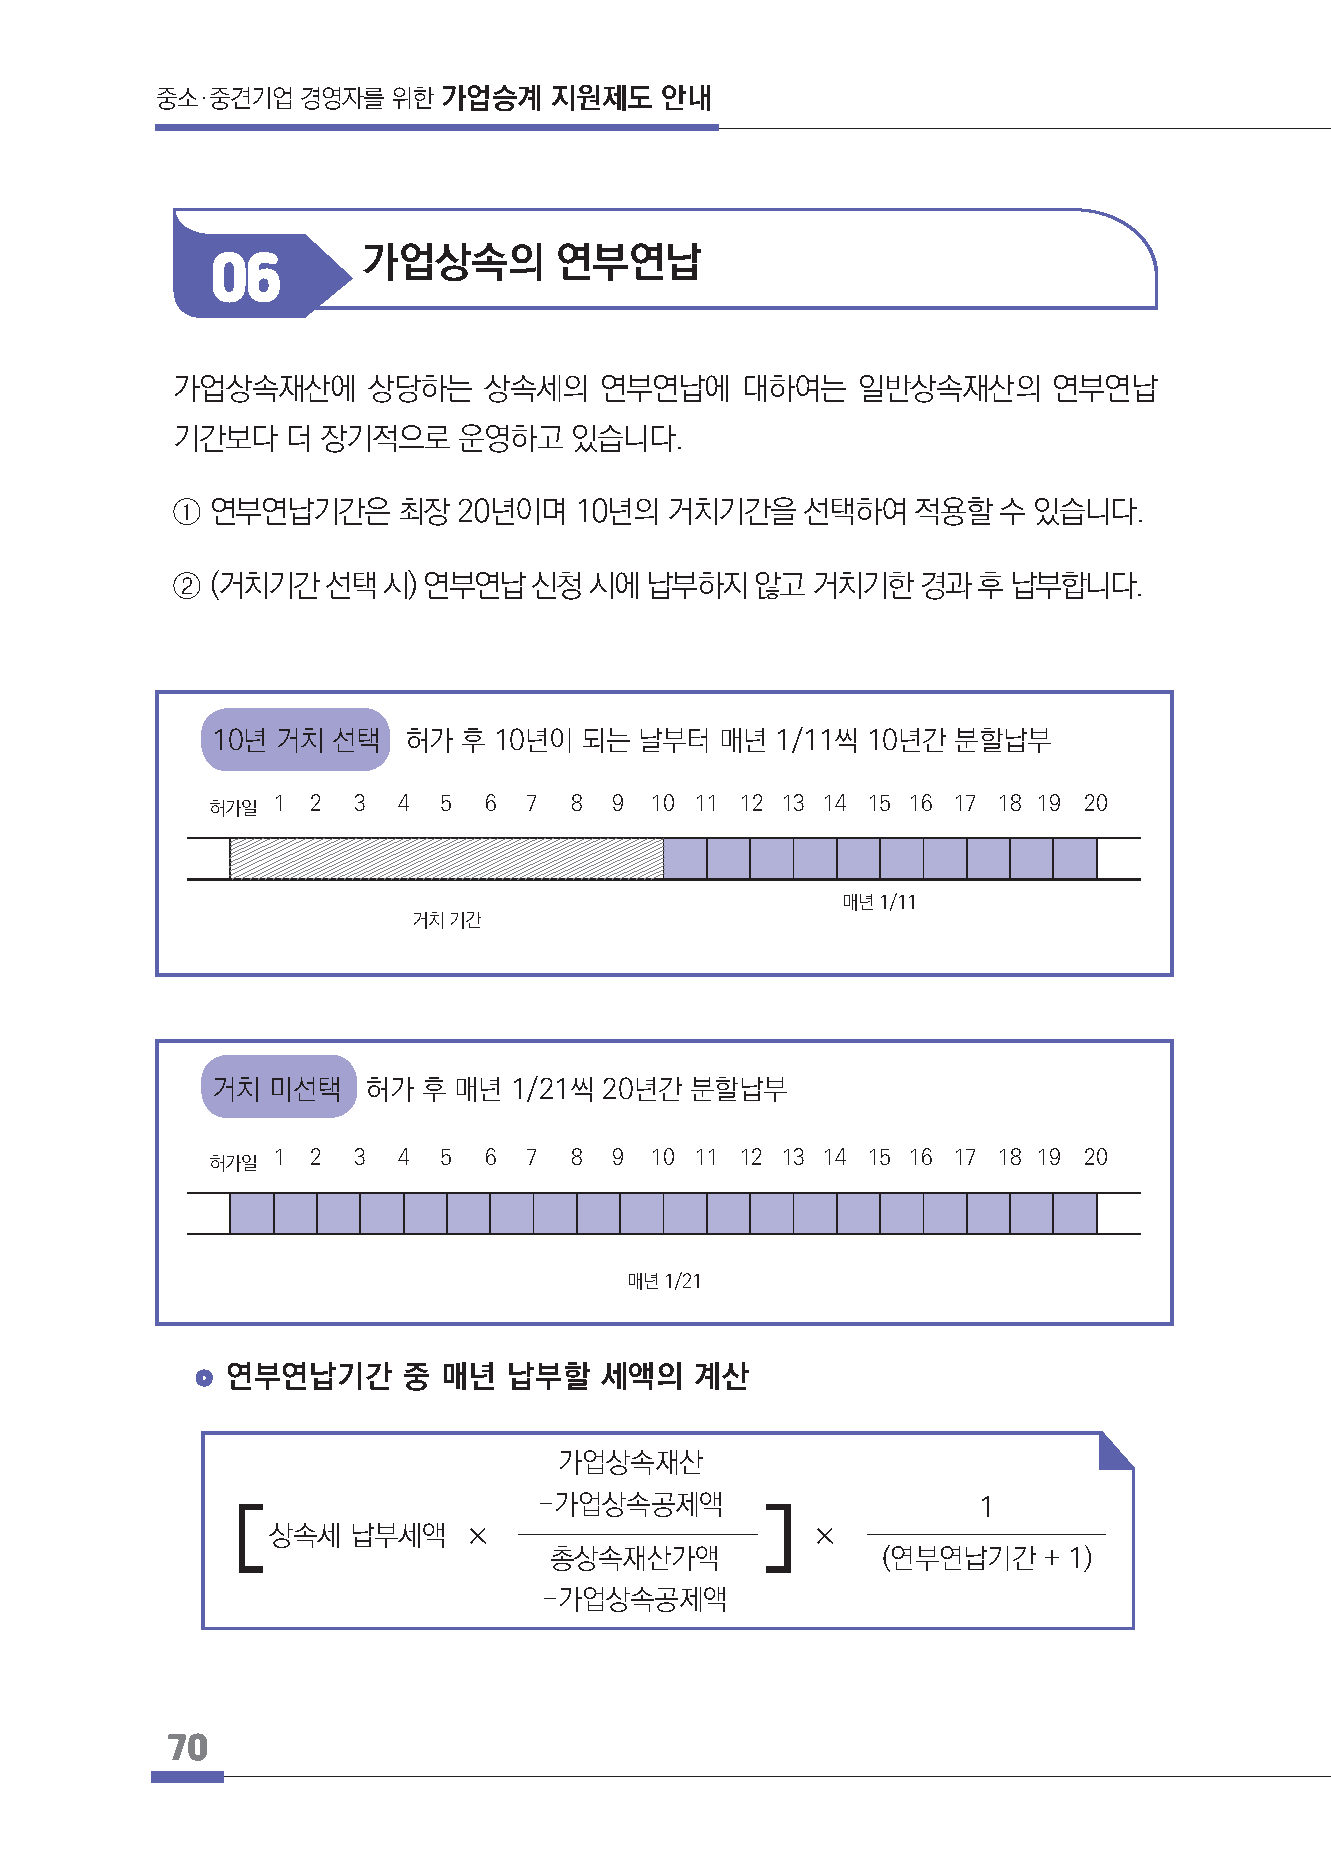 중소·중견기업 경영자를 위한 가업승계 지원제도 안내
06 가업상속의 연부연납
가업상속재산에 상당하는 상속세의 연부연납에 대하여는 일반상속재산의 연부연납
기간보다 더 장기적으로 운영하고 있습니다.
① 연부연납기간은 최장 20년이며 10년의 거치기간을 선택하여 적용할 수 있습니다.
② (거치기간 선택 시) 연부연납 신청 시에 납부하지 않고 거치기한 경과 후 납부합니다.
10년 거치 선택 허가 후 10년이 되는 날부터 매년 1/11씩 10년간 분할납부
허가일 1 2 3 4 5 6 7 8 9 10 11 12 13 14 15 16 17 18 19 20
매년 1/11
거치 기간
거치 미선택 허가 후 매년 1/21씩 20년간 분할납부
허가일 1 2 3 4 5 6 7 8 9 10 11 12 13 14 15 16 17 18 19 20
매년 1/21
연부연납기간 중 매년 납부할 세액의 계산
가업상속재산
-가업상속공제액 1
[상속세 납부세액 × ] ×
총상속재산가액 (연부연납기간 + 1)
-가업상속공제액
70